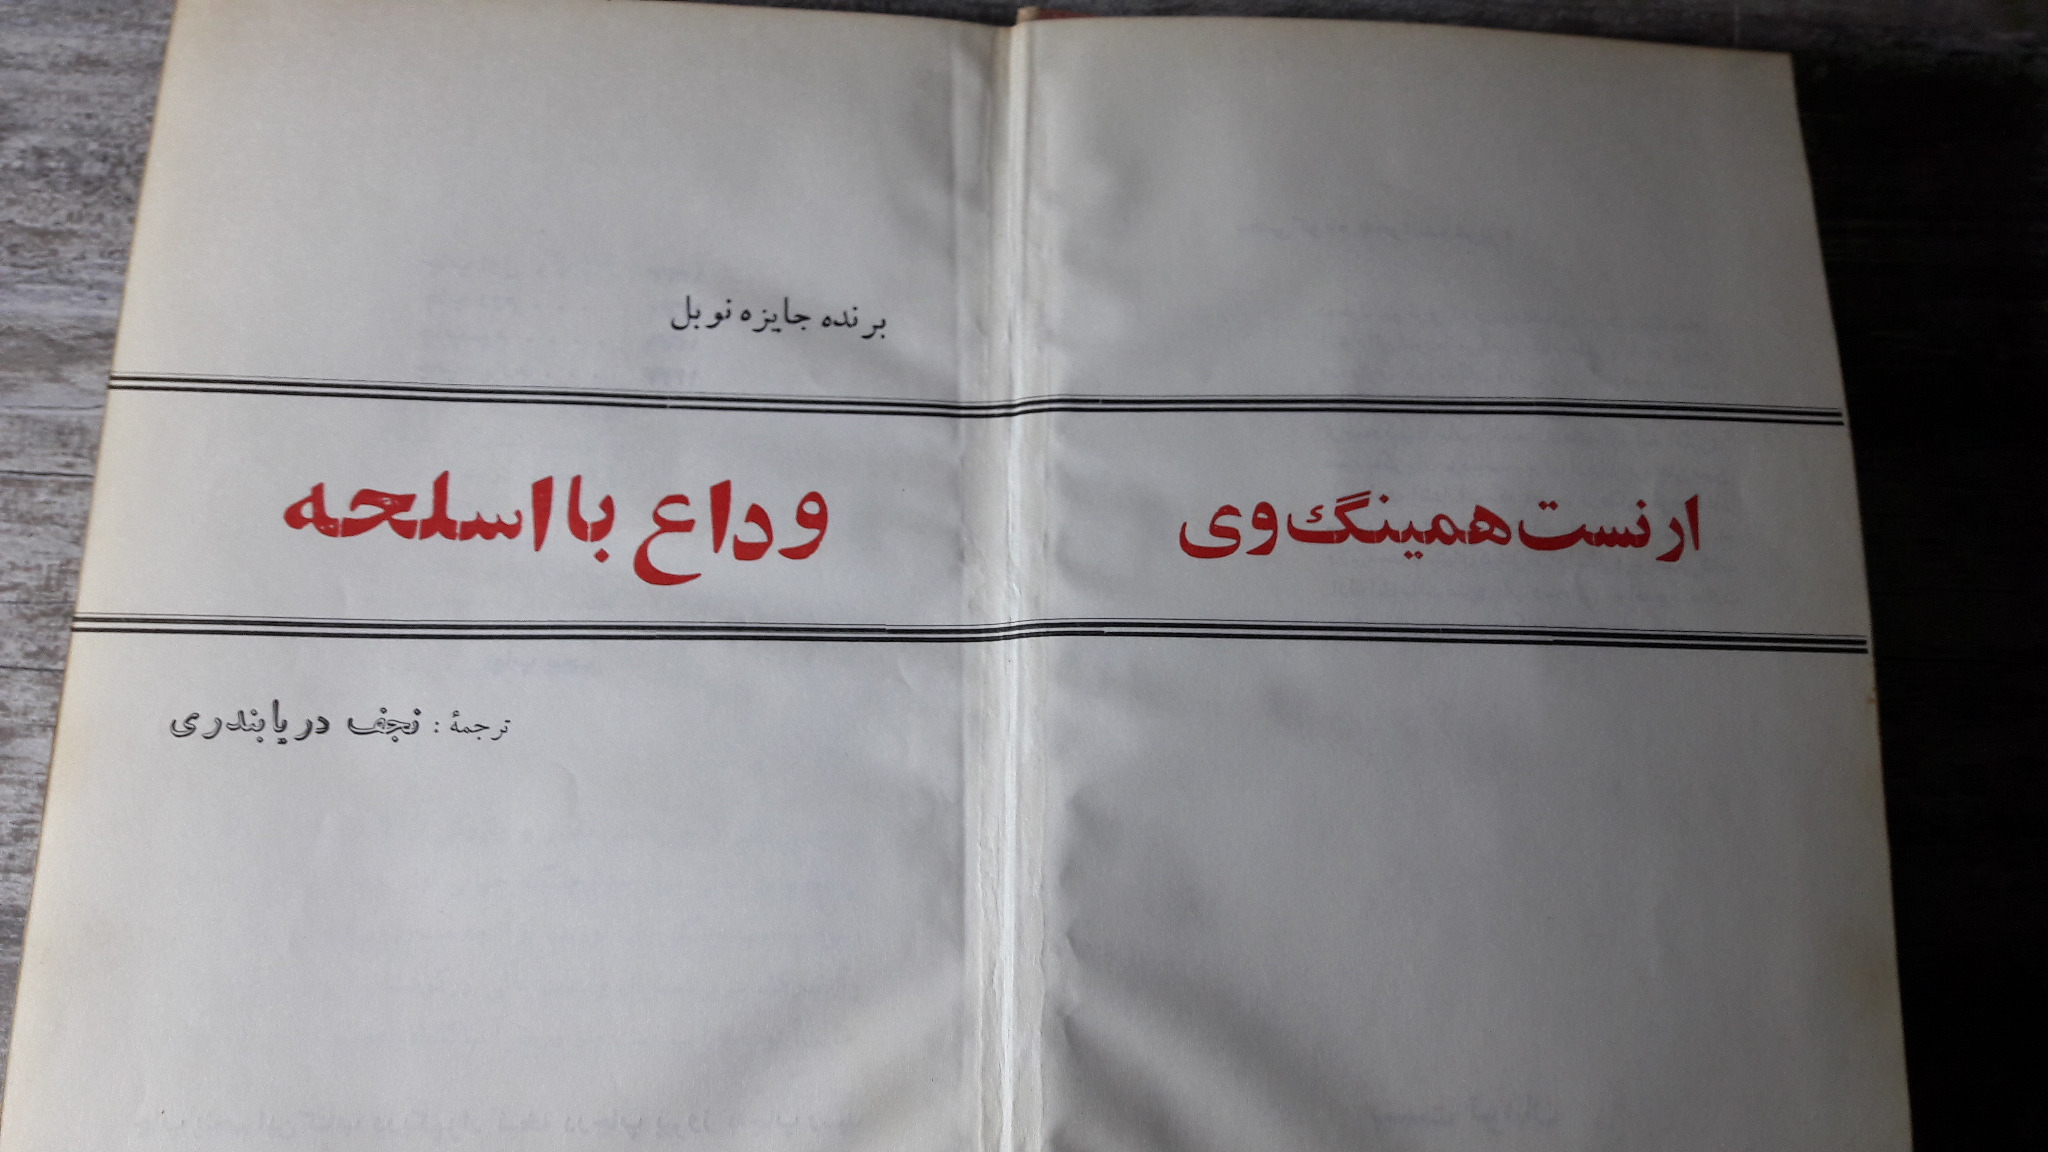 برنده جایزه نوبل
ارنست همینگ‌وی
وداع با اسلحه
ترجمهٔ : نجف دریابندری